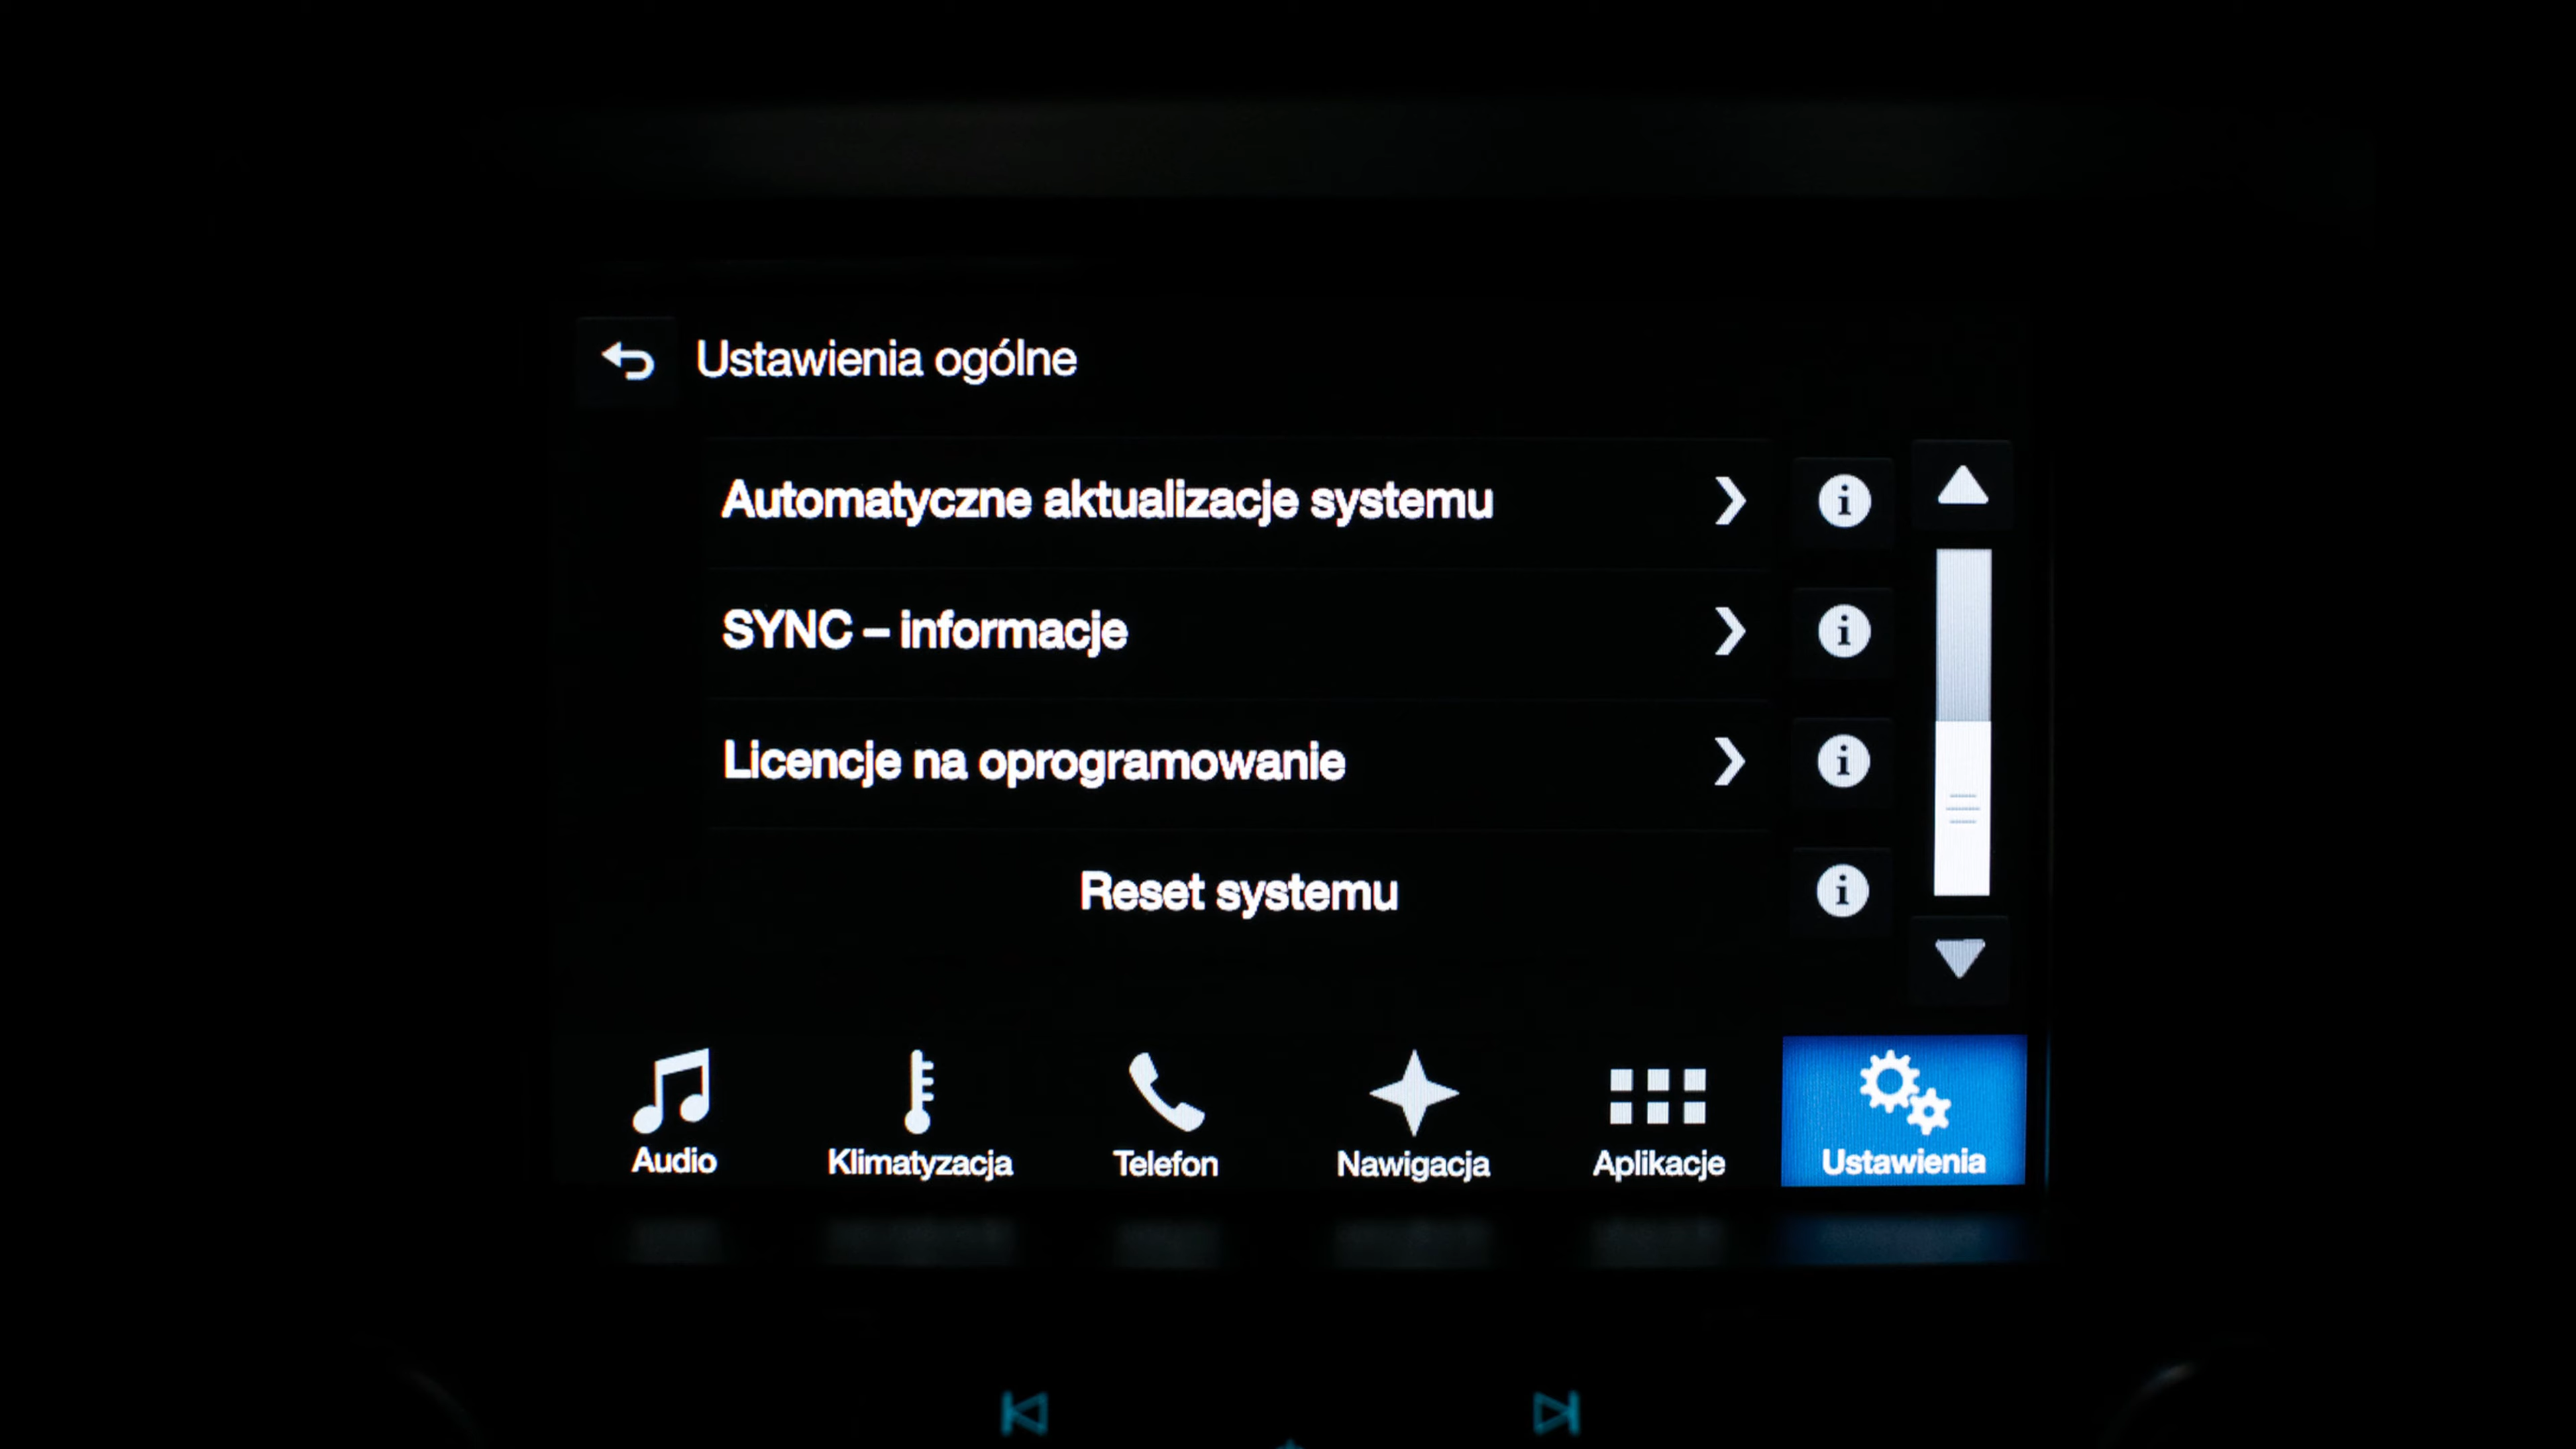 Ustawienia ogólne
Automatyczne aktualizacje systemu
SYNC – informacje
Licencje na oprogramowanie
Reset systemu
Audio
Klimatyzacja
Telefon
Nawigacja
Aplikacje
Ustawienia